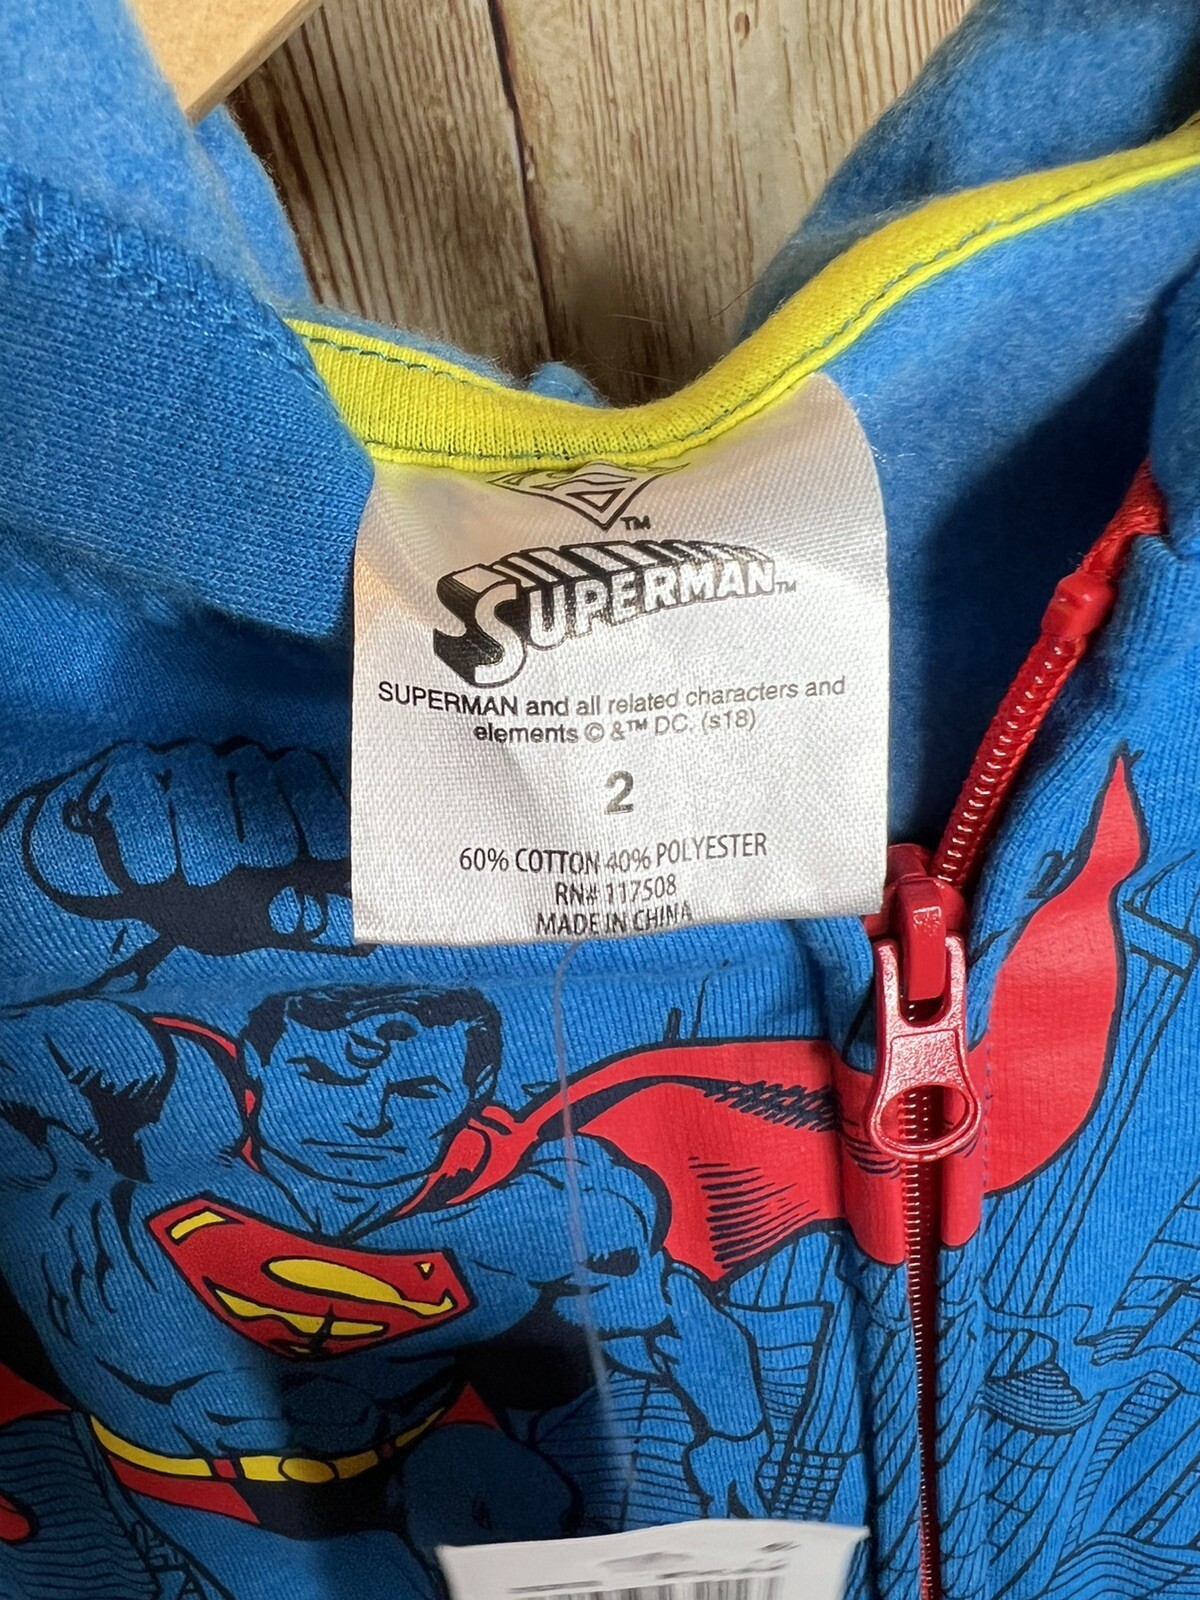 TM
SUPERMAN TM
SUPERMAN and all related characters and
elements © &™ DC. (s18)
2
60% COTTON 40% POLYESTER
RN# 117508
MADE IN CHINA